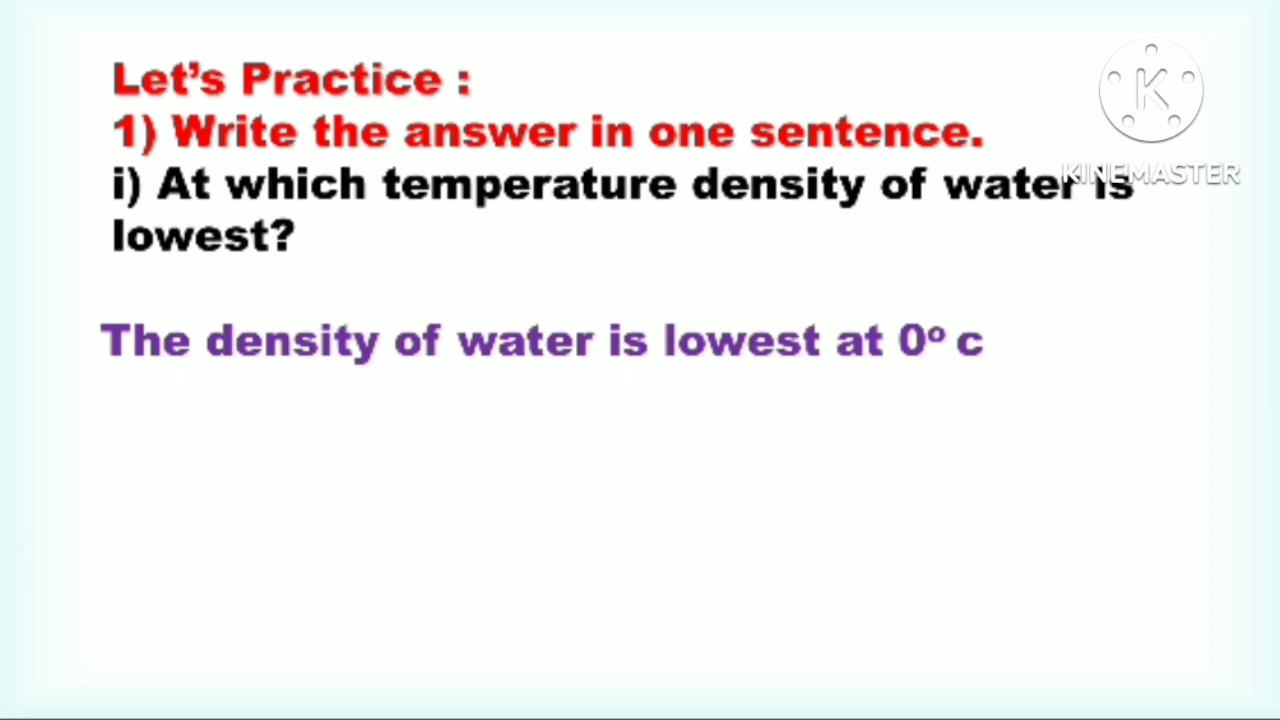 Let's Practice :
1) Write the answer in one sentence.
i) At which temperature density of water is
lowest?
The density of water is lowest at 0º c
K
KINEMASTER